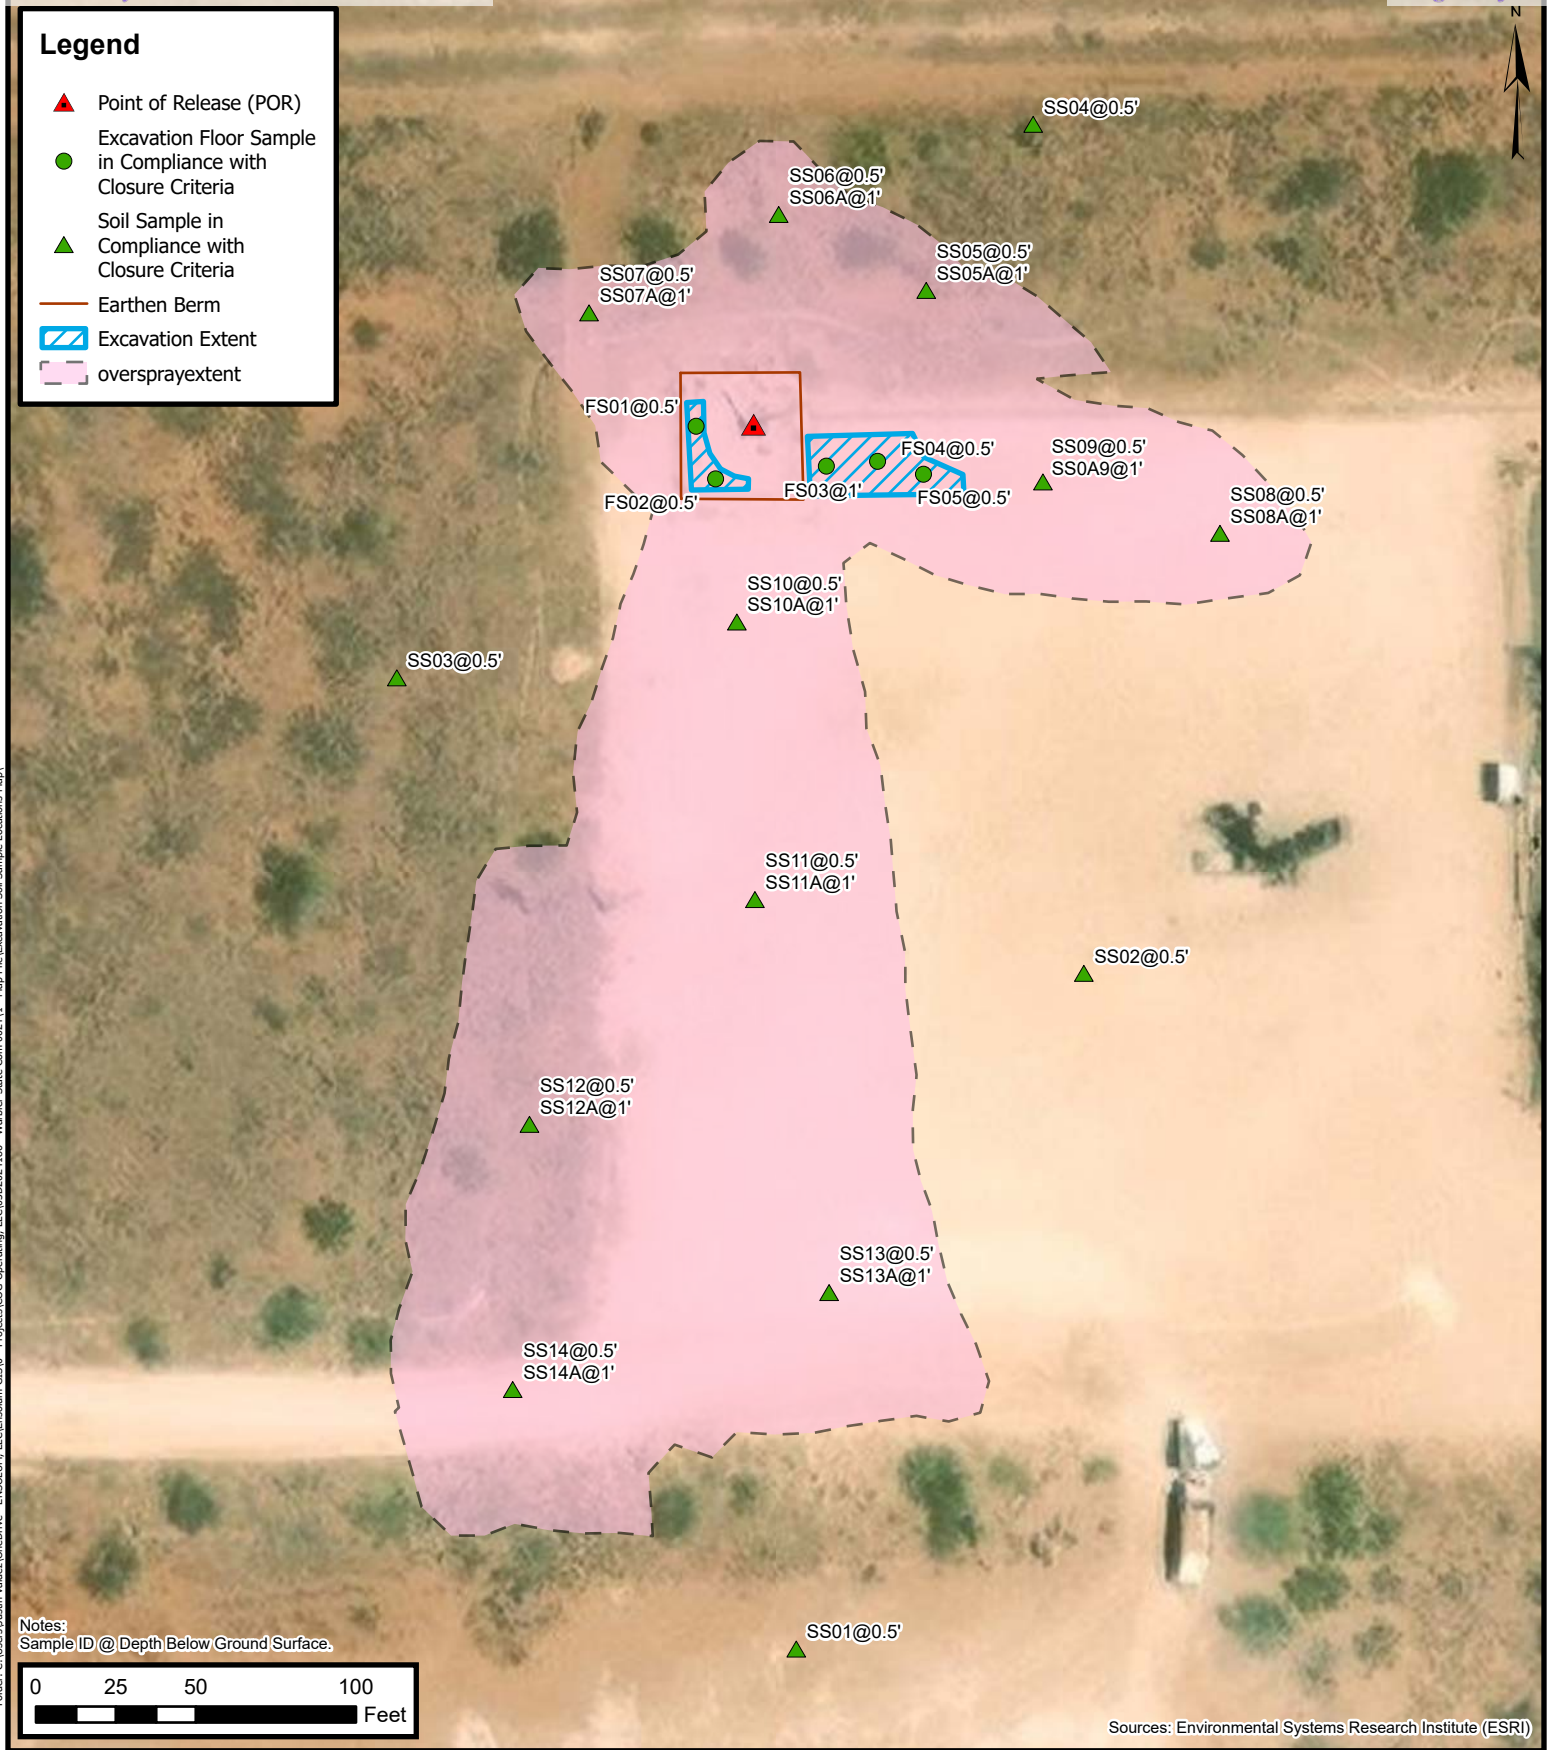 N
Legend
Point of Release (POR)
Excavation Floor Sample
in Compliance with
Closure Criteria
Soil Sample in
Compliance with
Closure Criteria
Earthen Berm
Excavation Extent
oversprayextent
SS04@0.5'
SS06@0.5'
SS06A@1'
SS05@0.5'
SS05A@1'
SS07@0.5'
SS07A@1'
FS01@0.5'
FS04@0.5'
SS09@0.5'
SS0A9@1'
FS02@0.5'
FS03@1'
FS05@0.5'
SS08@0.5'
SS08A@1'
SS10@0.5'
SS10A@1'
SS03@0.5'
SS11@0.5'
SS11A@1'
SS02@0.5'
SS12@0.5'
SS12A@1'
SS13@0.5'
SS13A@1'
SS14@0.5'
SS14A@1'
SS01@0.5'
Notes:
Sample ID @ Depth Below Ground Surface.
0 25 50 100
Feet
Sources: Environmental Systems Research Institute (ESRI)